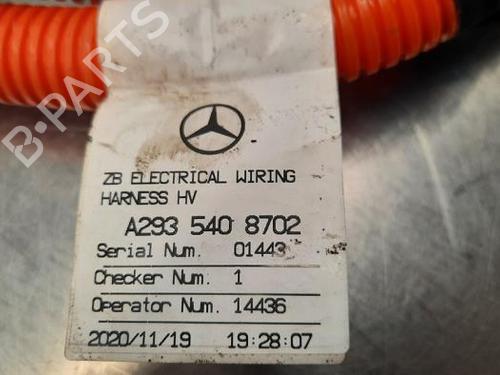 B-PARTS
ZB ELECTRICAL WIRING
HARNESS HV
A293 540 8702
Serial Num. 01443
Checker Num. 1
Operator Num. 14436
2020/11/19 19:28:07